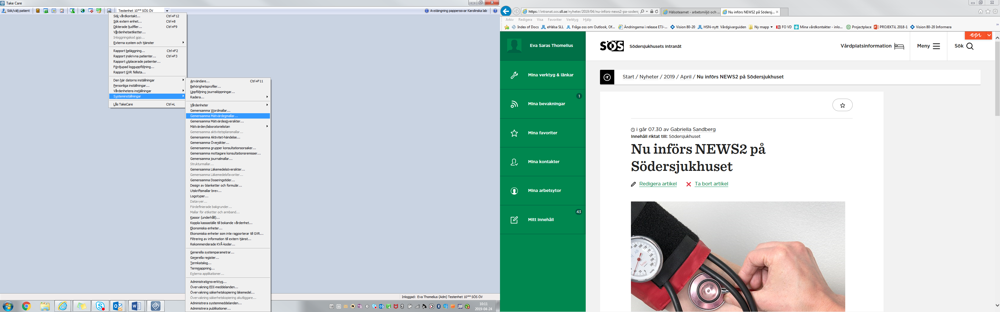 Take Care
Sök/välj patient
Testenhet 10** SÖS ÖV
Avstängning papperssvar Karolinska lab
Sök vårdkontakt... Ctrl+F12
Sök extern enhet... Ctrl+8
Dikterade ljudfiler... Ctrl+F9
Vårdenhetsetiketter...
Inloggningskod app...
Externa system och tjänster
Rapport beläggning... Ctrl+F2
Rapport inskrivna patienter... Ctrl+F3
Rapport utplacerade patienter...
Fördjupad logguppföljning...
Rapport GVR fellista...
Den här datorns inställningar
Personliga inställningar...
Vårdenhetens inställningar
Systeminställningar
Lås TakeCare Ctrl+L
Användare... Ctrl+F11
Behörighetsprofiler...
Uppföljning journalöppningar...
Radera...
Vårdenheter
Gemensamma Wordmallar...
Gemensamma Mätvärdesmallar...
Gemensamma Mätvärdesöversikter...
Mätvärden/laboratorielistan
Gemensamma aktivitetsplansmallar...
Gemensamma Aktivitet-händelse...
Gemensamma Översikter...
Gemensamma grupper konsultationsorsaker...
Gemensamma mottagare konsultationsremisser...
Gemensamma journalmallar...
Strukturmallar...
Gemensamma Läkemedelsöversikter...
Gemensamma Läkemedelsfavoriter...
Gemensamma Doseringstider...
Design av blanketter och formulär...
Utskriftsmallar brev...
Logotyper...
Datavyer...
Fördefinierade bakgrunder...
Mallar för etiketter och armband...
Kassor (underhåll)...
Koppla kassaställe till bokande vårdenhet...
Ekonomiska enheter...
Ekonomiska enheter som inte rapporterar till GVR...
Filtrering av information till extern tjänst...
Rekommenderade KVÅ-koder...
Generella systemparametrar...
Generella register...
Termkatalog...
Termmappning...
Externa applikationer...
Administrationsverktyg...
Övervakning EDI-meddelanden...
Övervakning säkerhetskopiering läkemedel...
Övervakning säkerhetskopiering akutliggare...
Administrera systemmeddelanden...
Administrera publikationer...
Inloggad: Eva Thomelius (Adm) Testenhet 10** SÖS ÖV
10:11
2019-04-24
https://intranat.sos.sll.se/nyheter/2019/04/nu-infors-news2-pa-soders
Hälsoteamet - arbetsmiljö och ...
Nu införs NEWS2 på Södersj...
Arkiv Redigera Visa Favoriter Verktyg Hjälp
Index of Docs eHälsa SLL Fråga oss om Outlook, Of... Ändringarna i release ETJ-... Vision 80-20 HSN-nytt Vårdgivarguiden Ny mapp KB FO VD Mina vårdkontakter - inlo... Projectplace PROJEKTiL 2018-1 Vision 80-20 Informera
epi
Eva Saras Thomelius
SÖS Södersjukhusets intranät
Vårdplatsinformation
Meny
Sök
Mina verktyg & länkar
Mina bevakningar
1
Mina favoriter
Mina kontakter
Mina arbetsytor
Mitt innehåll
43
Start / Nyheter / 2019 / April / Nu införs NEWS2 på Södersjukhuset
i går 07.30 av Gabriella Sandberg
Innehåll riktat till: Södersjukhuset
Nu införs NEWS2 på
Södersjukhuset
Redigera artikel
Ta bort artikel